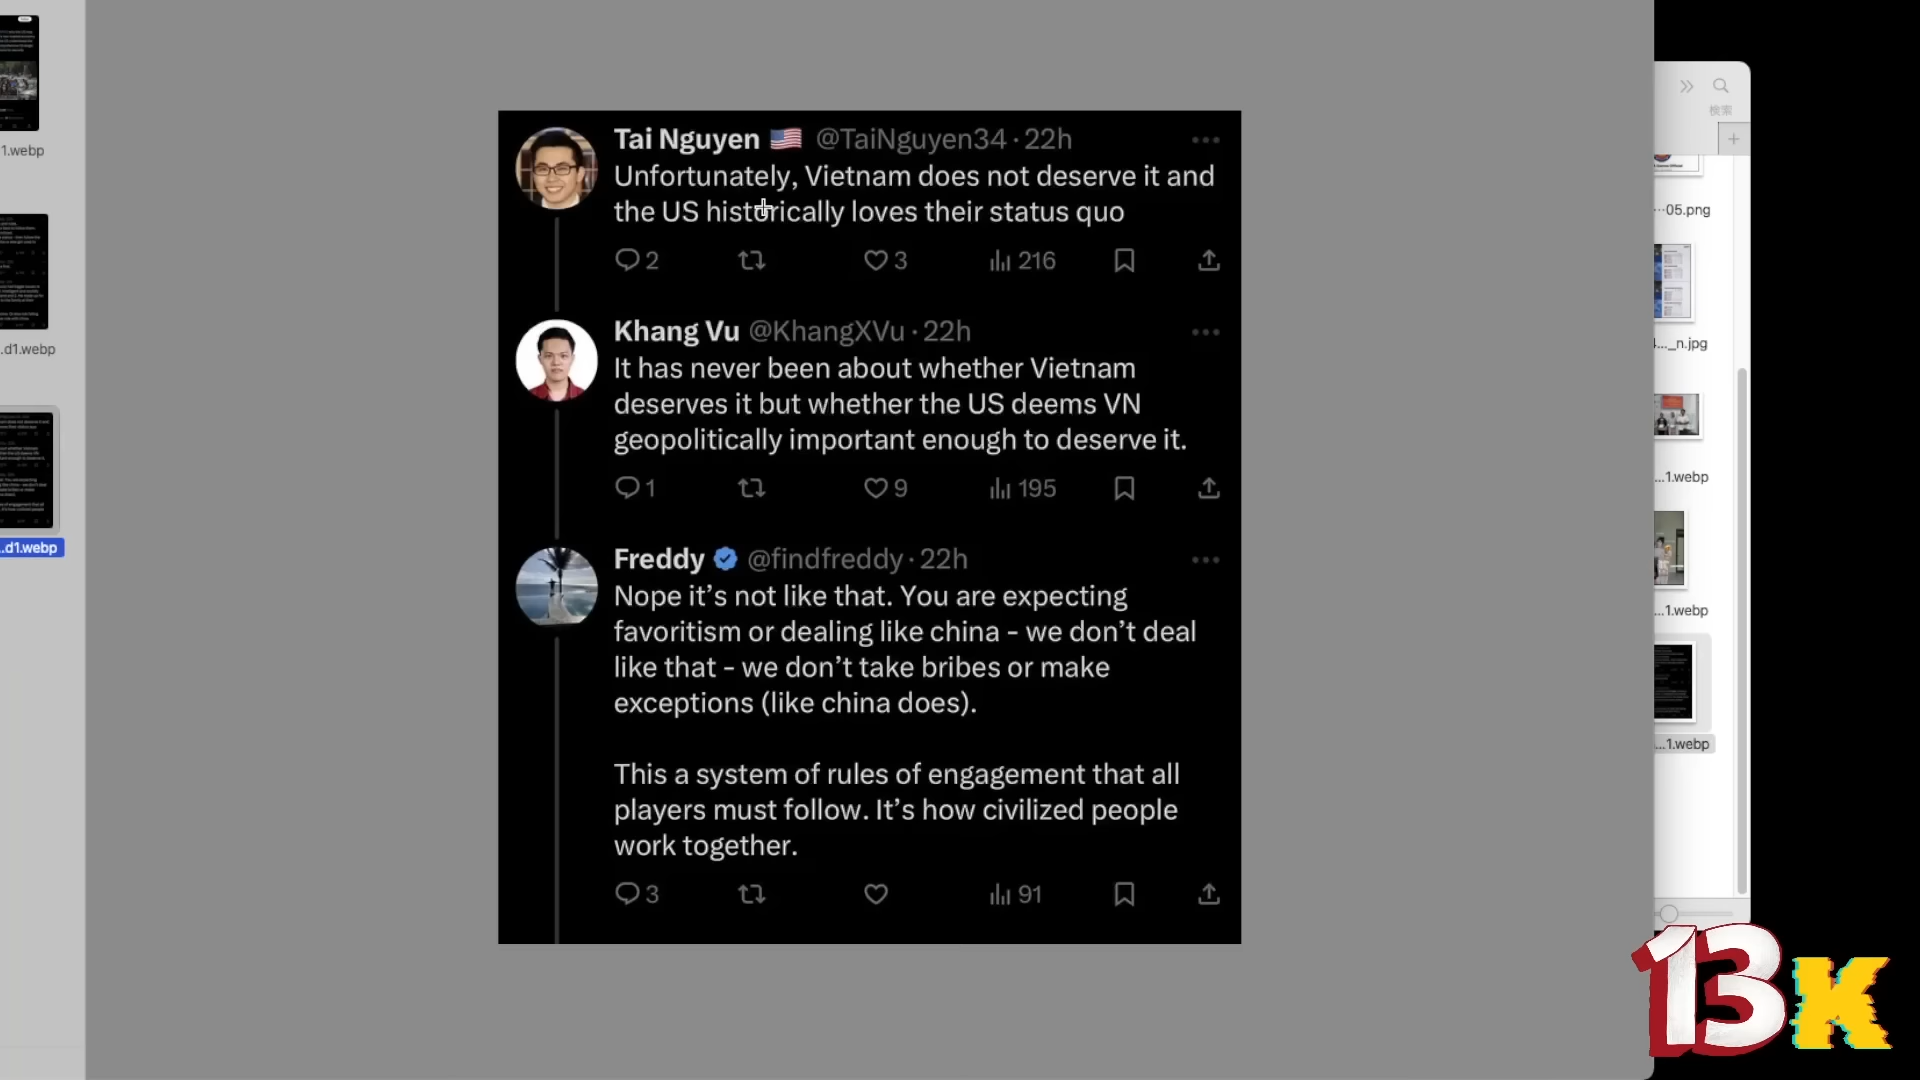 Tai Nguyen 🇺🇸 @TaiNguyen34 · 22h
Unfortunately, Vietnam does not deserve it and
the US historically loves their status quo
2 3 216
Khang Vu @KhangXVu · 22h
It has never been about whether Vietnam
deserves it but whether the US deems VN
geopolitically important enough to deserve it.
1 9 195
Freddy @findfreddy · 22h
Nope it’s not like that. You are expecting
favoritism or dealing like china - we don’t deal
like that - we don’t take bribes or make
exceptions (like china does).
This a system of rules of engagement that all
players must follow. It’s how civilized people
work together.
3 91
1.webp
...d1.webp
...d1.webp
検索
...05.png
..._n.jpg
...1.webp
...1.webp
...1.webp
13K